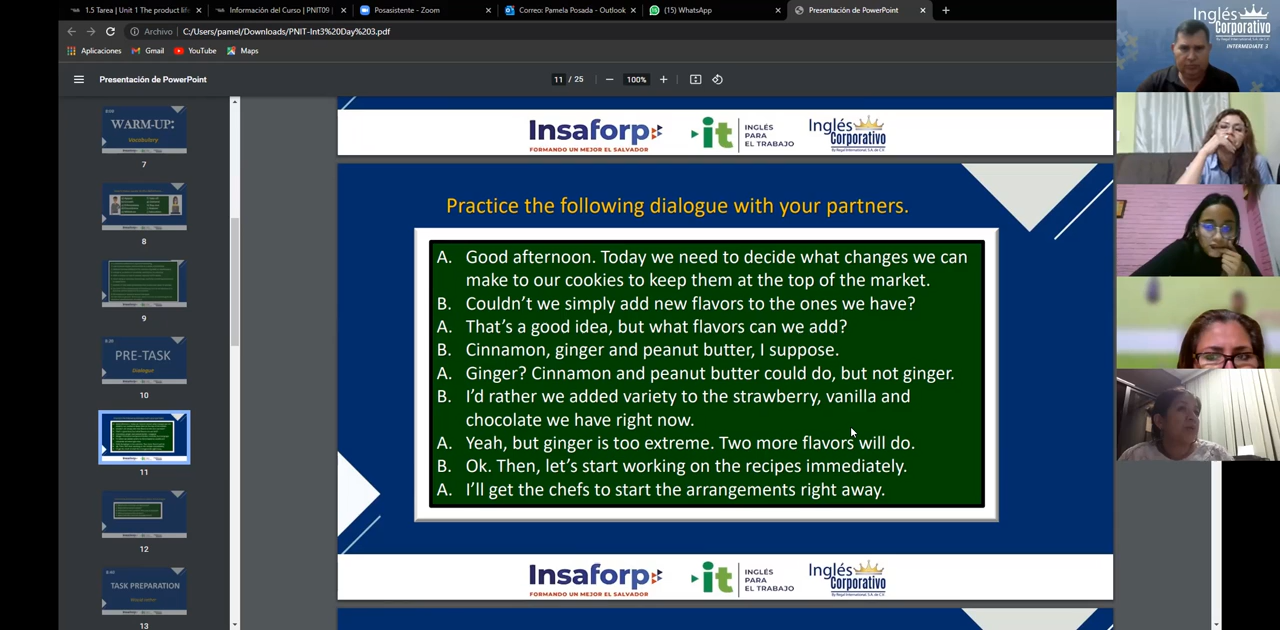 1.5 Tarea | Unit 1 The product lif
Información del Curso | PNIT09 |
Posasistente - Zoom
Correo: Pamela Posada - Outlook
(15) WhatsApp
Presentación de PowerPoint
Archivo C:/Users/pamel/Downloads/PNIT-Int3%20Day%203.pdf
Aplicaciones Gmail YouTube Maps
Presentación de PowerPoint
11 / 25 100%
WARM-UP:
Vocabulary
7
8
9
PRE-TASK
Dialogue
10
11
12
TASK PREPARATION
13
Insaforp
FORMANDO UN MEJOR EL SALVADOR
it INGLÉS PARA EL TRABAJO
Inglés Corporativo
Practice the following dialogue with your partners.
A. Good afternoon. Today we need to decide what changes we can
make to our cookies to keep them at the top of the market.
B. Couldn’t we simply add new flavors to the ones we have?
A. That’s a good idea, but what flavors can we add?
B. Cinnamon, ginger and peanut butter, I suppose.
A. Ginger? Cinnamon and peanut butter could do, but not ginger.
B. I’d rather we added variety to the strawberry, vanilla and
chocolate we have right now.
A. Yeah, but ginger is too extreme. Two more flavors will do.
B. Ok. Then, let’s start working on the recipes immediately.
A. I’ll get the chefs to start the arrangements right away.
Insaforp
FORMANDO UN MEJOR EL SALVADOR
it INGLÉS PARA EL TRABAJO
Inglés Corporativo
Inglés
Corporativo
By Regal International, S.A. de C.V.
INTERMEDIATE 3